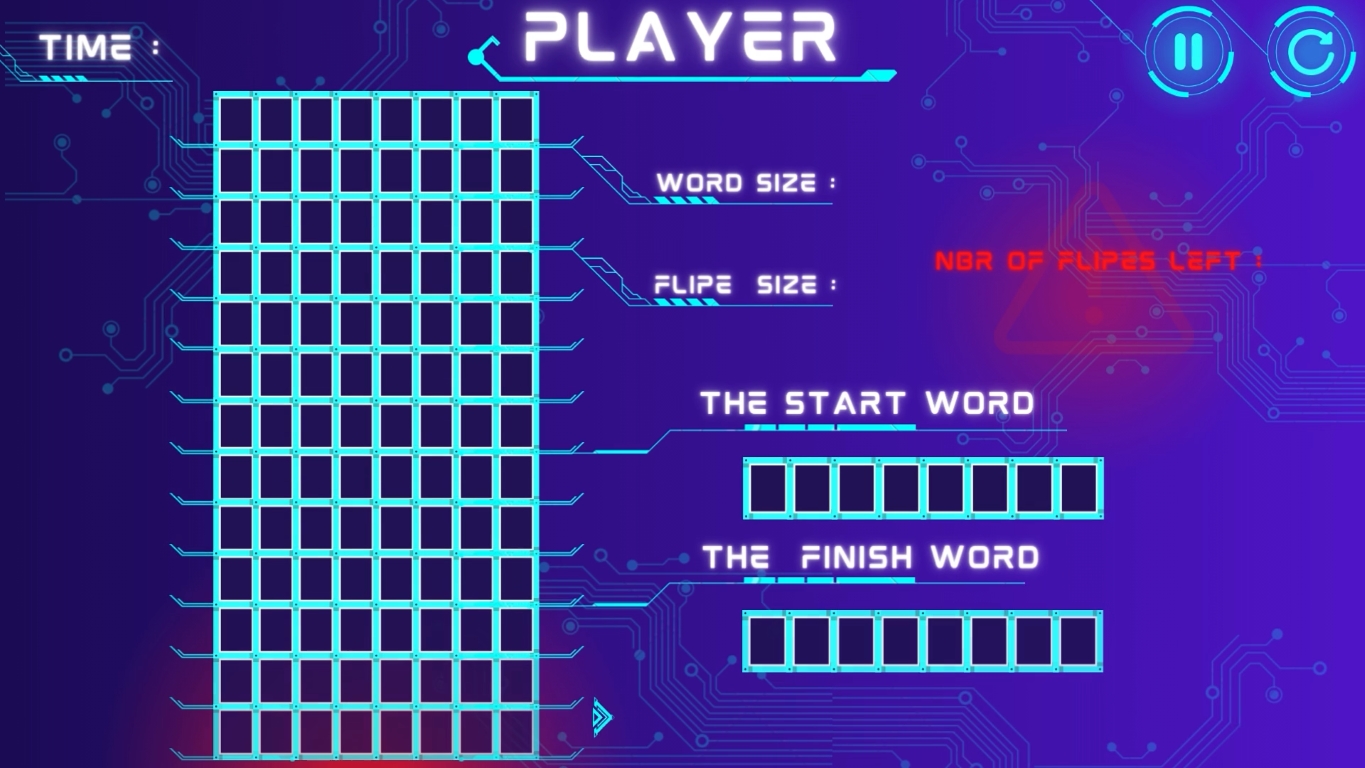 TIME :
PLAYER
WORD SIZE :
FLIPE SIZE :
NBR OF FLIPES LEFT :
THE START WORD
THE FINISH WORD